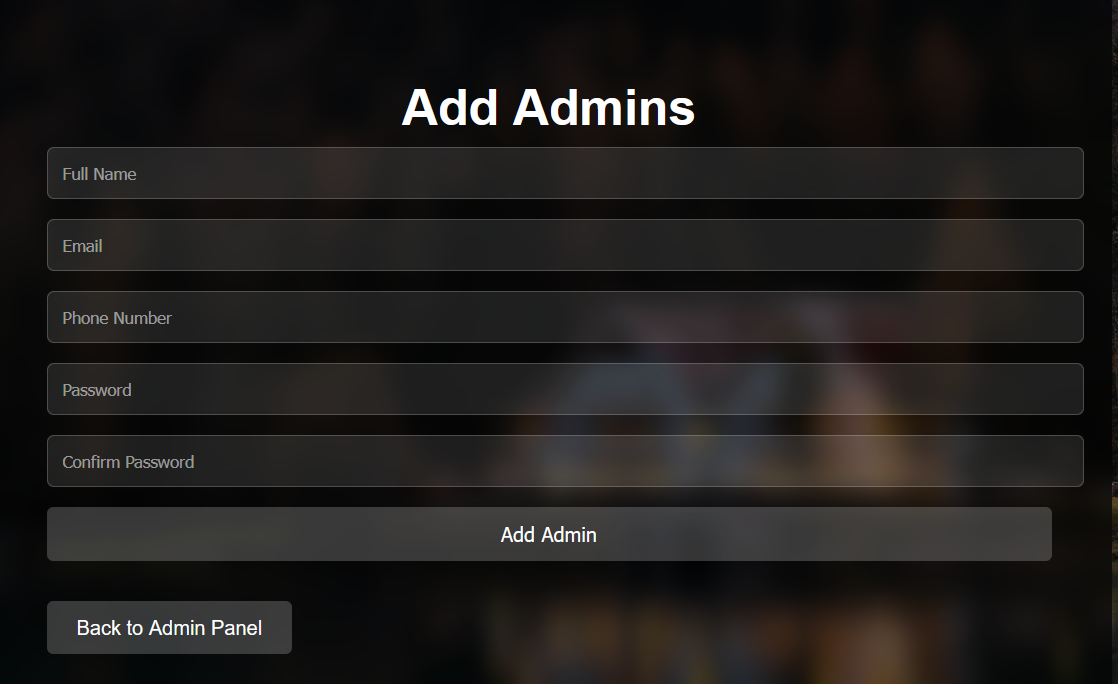 Add Admins
Full Name
Email
Phone Number
Password
Confirm Password
Add Admin
Back to Admin Panel